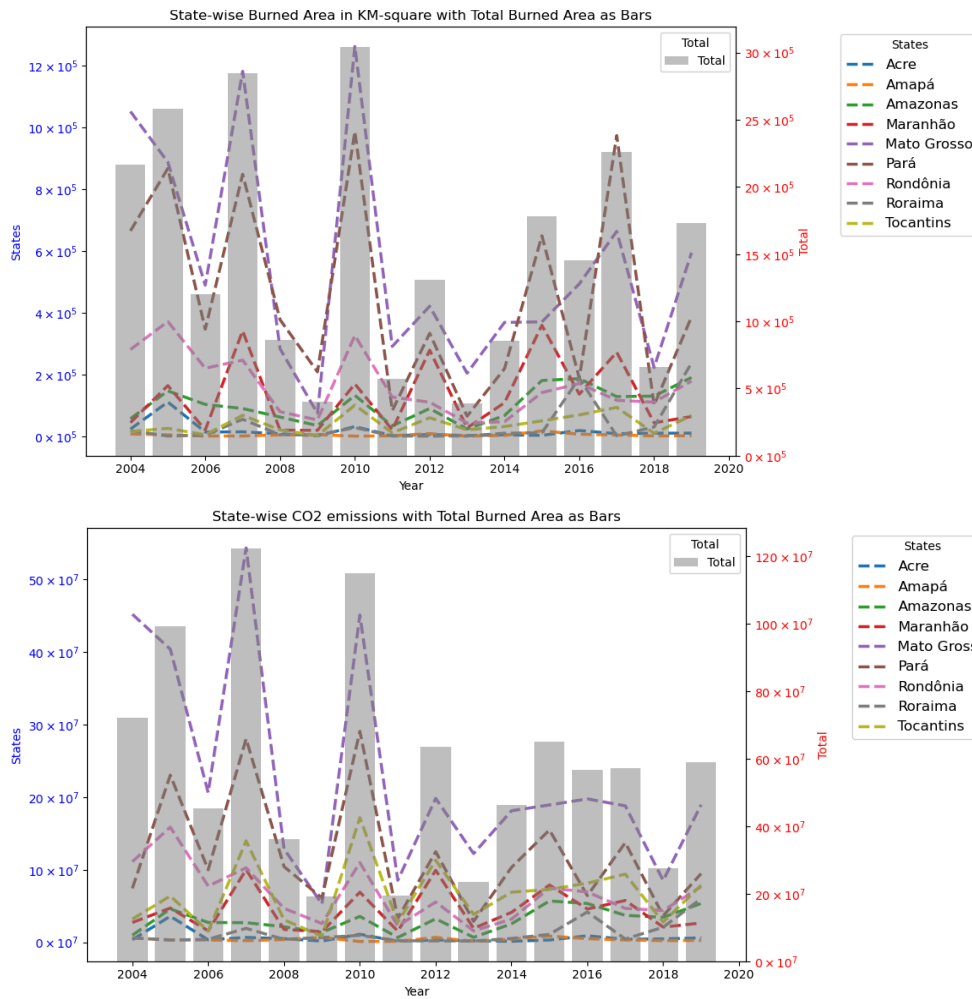 State-wise Burned Area in KM-square with Total Burned Area as Bars
12 × 10⁵
10 × 10⁵
8 × 10⁵
6 × 10⁵
4 × 10⁵
2 × 10⁵
0 × 10⁵
States
2004 2006 2008 2010 2012 2014 2016 2018 2020
Year
30 × 10⁵
25 × 10⁵
20 × 10⁵
15 × 10⁵
10 × 10⁵
5 × 10⁵
0 × 10⁵
Total
Total
Total
States
Acre
Amapá
Amazonas
Maranhão
Mato Grosso
Pará
Rondônia
Roraima
Tocantins
State-wise CO2 emissions with Total Burned Area as Bars
50 × 10⁷
40 × 10⁷
30 × 10⁷
20 × 10⁷
10 × 10⁷
0 × 10⁷
States
2004 2006 2008 2010 2012 2014 2016 2018 2020
Year
120 × 10⁷
100 × 10⁷
80 × 10⁷
60 × 10⁷
40 × 10⁷
20 × 10⁷
0 × 10⁷
Total
Total
Total
States
Acre
Amapá
Amazonas
Maranhão
Mato Gross
Pará
Rondônia
Roraima
Tocantins